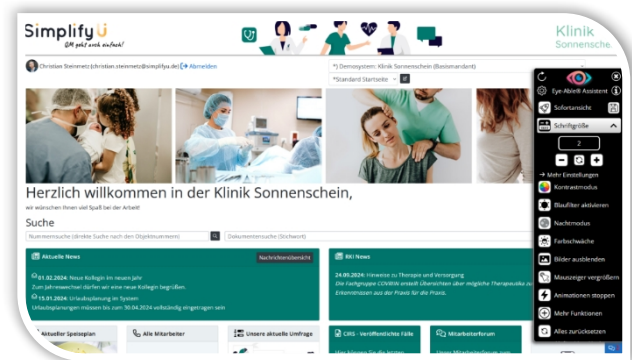 SimplifyU
QM geht auch einfach!
Klinik
Sonnensche
Christian Steinmetz (christian.steinmetz@simplifyu.de) Abmelden
*) Demosystem: Klinik Sonnenschein (Basismandant)
*Standard Startseite
Herzlich willkommen in der Klinik Sonnenschein,
wir wünschen Ihnen viel Spaß bei der Arbeit!
Suche
Nummernsuche (direkte Suche nach den Objektnummern)
Dokumentensuche (Stichwort)
Aktuelle News
Nachrichtenübersicht
01.02.2024: Neue Kollegin im neuen Jahr
Zum Jahreswechsel dürfen wir eine neue Kollegin begrüßen.
15.01.2024: Urlaubsplanung im System
Urlaubsplanungen müssen bis zum 30.04.2024 vollständig eingetragen sein
RKI News
24.09.2024: Hinweise zu Therapie und Versorgung
Die Fachgruppe COVRIIN erstellt Übersichten über mögliche Therapeutika zu
Erkenntnissen aus der Praxis für die Praxis.
Aktueller Speiseplan
Alle Mitarbeiter
Unsere aktuelle Umfrage
CIRS - Veröffentlichte Fälle
Mitarbeiterforum
Eye-Able® Assistent
Sofortansicht
Schriftgröße
2
Mehr Einstellungen
Kontrastmodus
Blaufilter aktivieren
Nachtmodus
Farbschwäche
Bilder ausblenden
Mauszeiger vergrößern
Animationen stoppen
Mehr Funktionen
Alles zurücksetzen